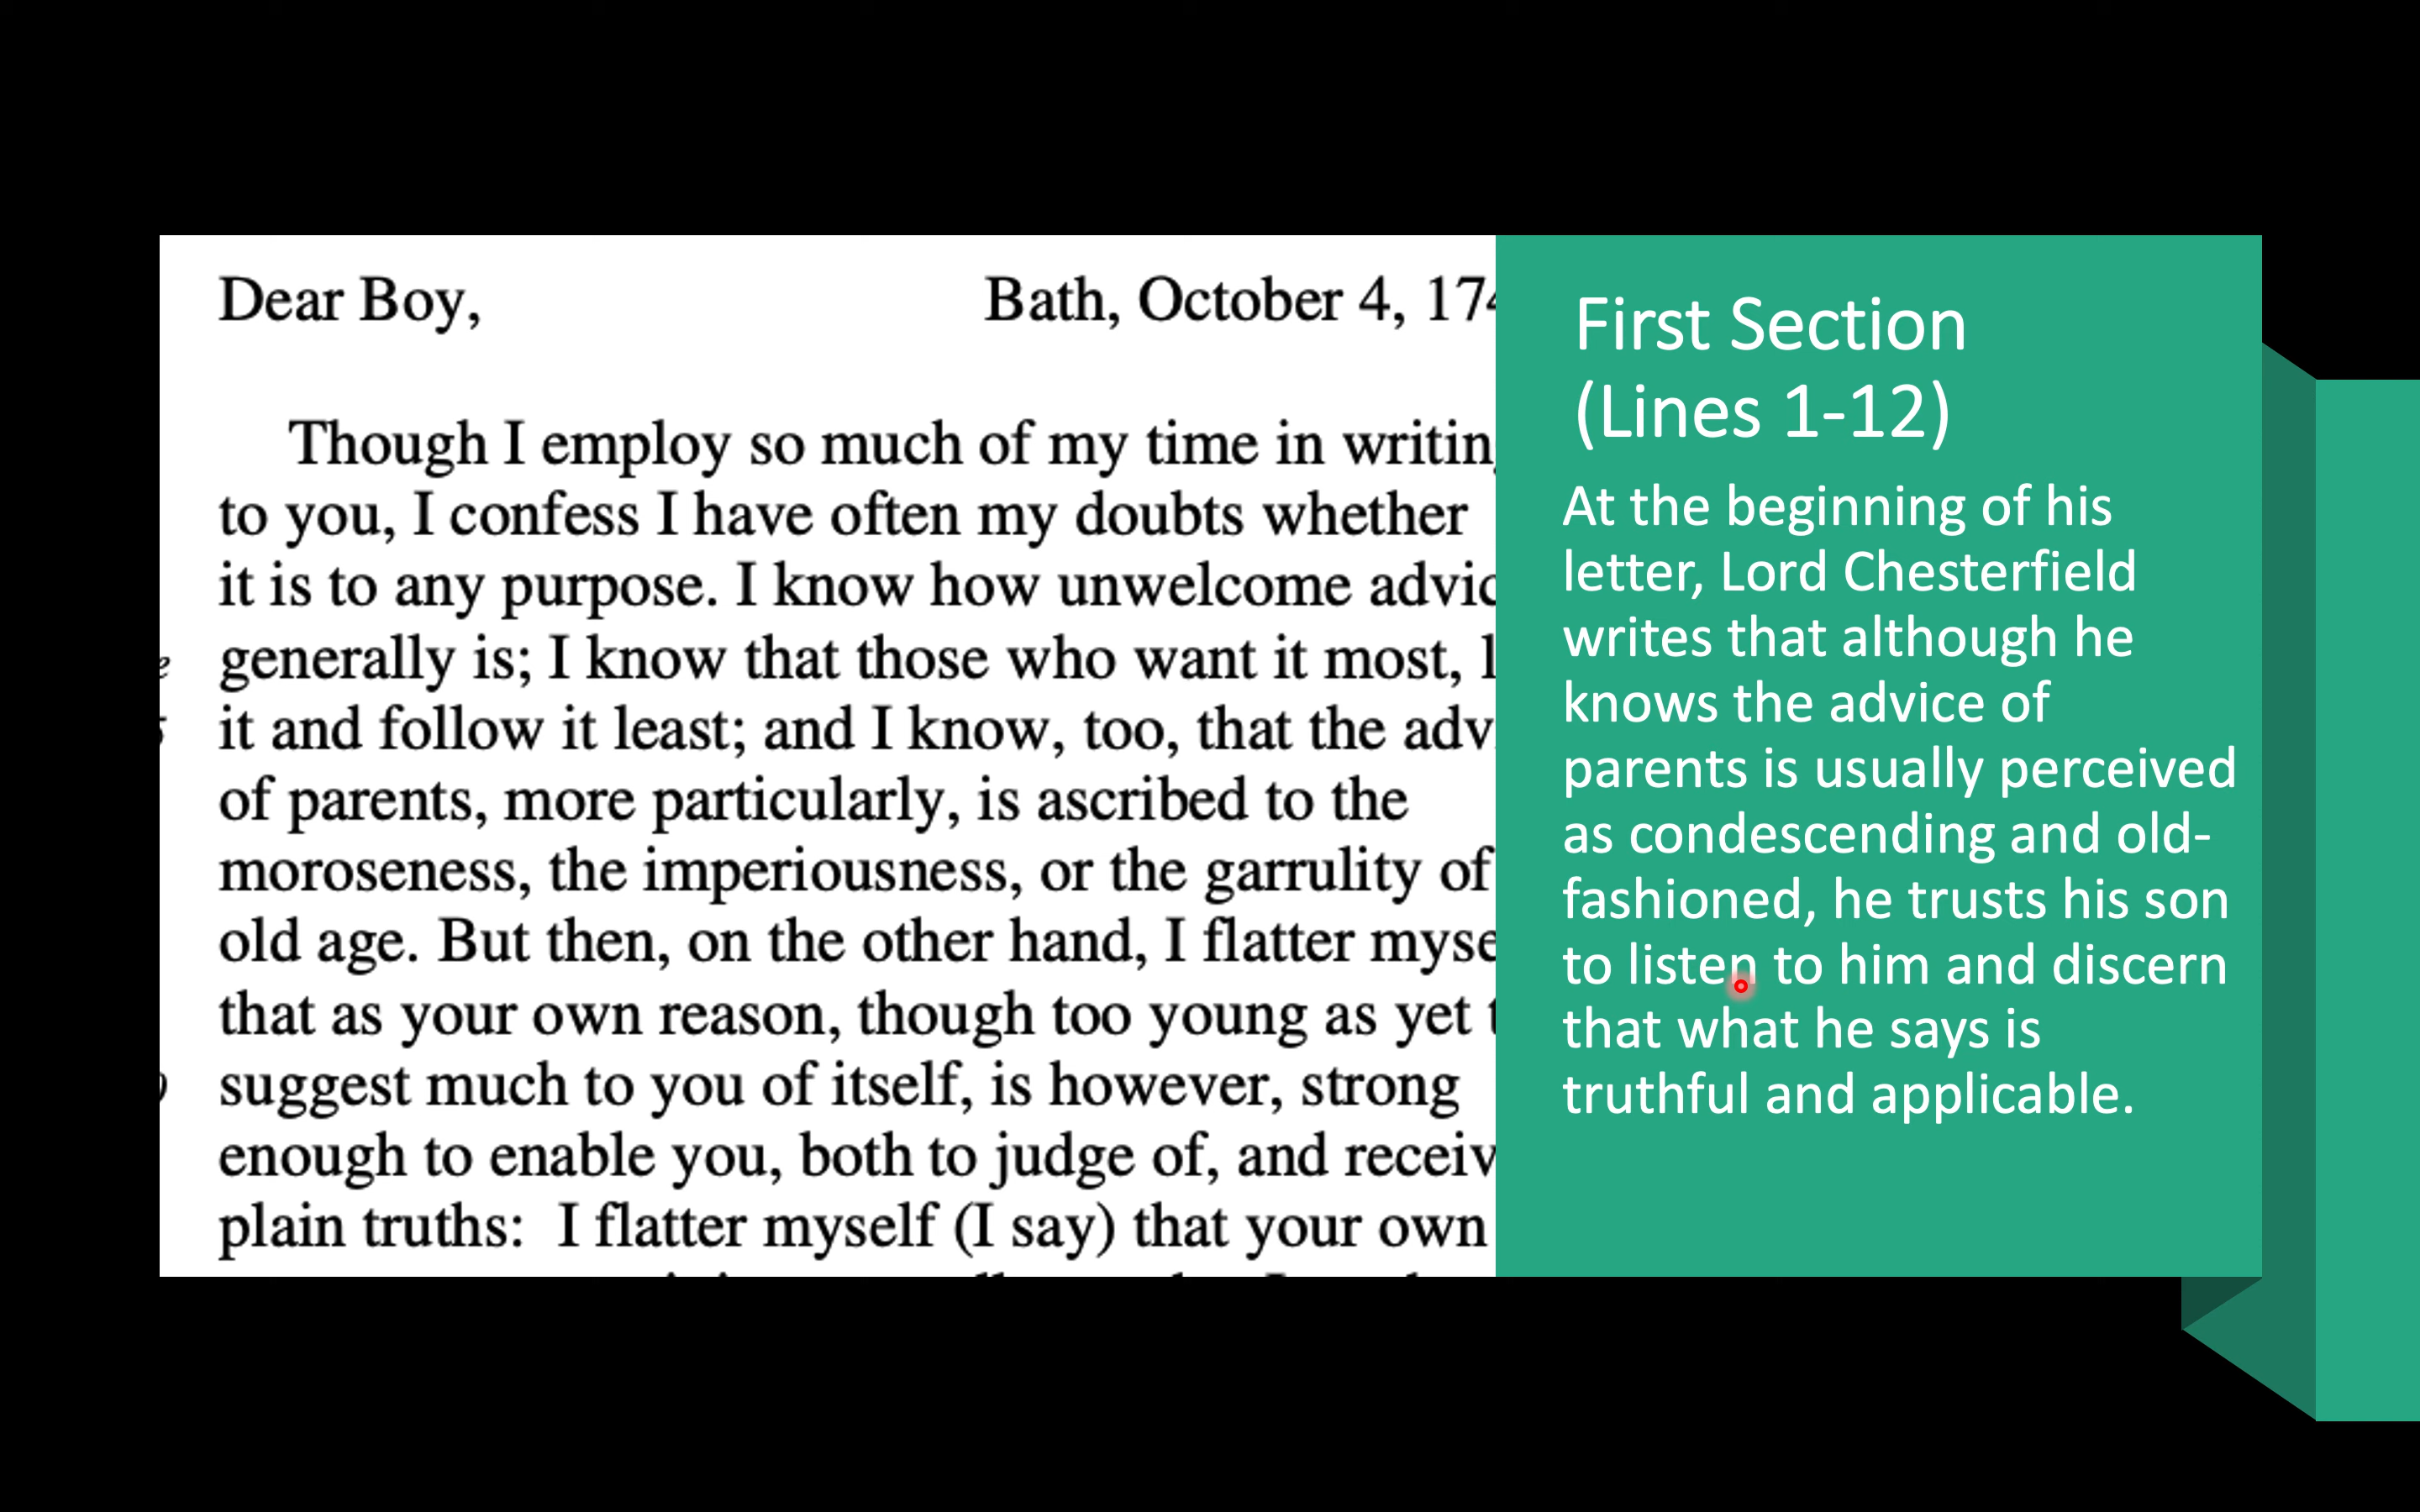 Dear Boy,
Bath, October 4,
Though I employ so much of my time in
to you, I confess I have often my doubts whether
it is to any purpose. I know how unwelcome
generally is; I know that those who want it most,
it and follow it least; and I know, too, that the
of parents, more particularly, is ascribed to the
moroseness, the imperiousness, or the garrulity of
old age. But then, on the other hand, I flatter
that as your own reason, though too young as yet
suggest much to you of itself, is however, strong
enough to enable you, both to judge of, and
plain truths: I flatter myself (I say) that your own
First Section
(Lines 1-12)
At the beginning of his
letter, Lord Chesterfield
writes that although he
knows the advice of
parents is usually perceived
as condescending and old-
fashioned, he trusts his son
to listen to him and discern
that what he says is
truthful and applicable.